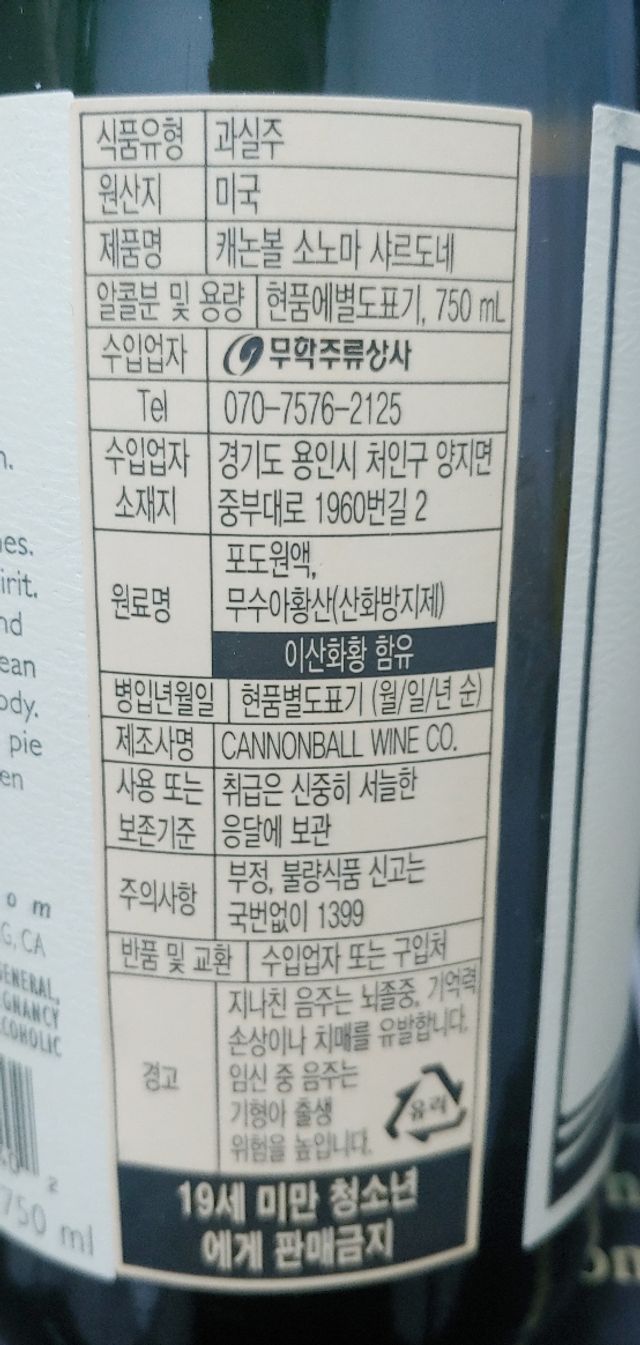 식품유형 과실주
원산지 미국
제품명 캐논볼 소노마 샤르도네
알콜분 및 용량 현품에별도표기, 750 mL
수입업자 무학주류상사
Tel 070-7576-2125
수입업자 소재지 경기도 용인시 처인구 양지면
중부대로 1960번길 2
원료명 포도원액,
무수아황산(산화방지제)
이산화황 함유
병입년월일 현품별도표기 (월/일/년 순)
제조사명 CANNONBALL WINE CO.
사용 또는 보존기준 취급은 신중히 서늘한
응달에 보관
주의사항 부정, 불량식품 신고는
국번없이 1399
반품 및 교환 수입업자 또는 구입처
경고 지나친 음주는 뇌졸중, 기억력
손상이나 치매를 유발합니다.
임신 중 음주는
기형아 출생
위험을 높입니다.
유리
19세 미만 청소년
에게 판매금지
pie
om
G, CA
GENERAL,
750 ml